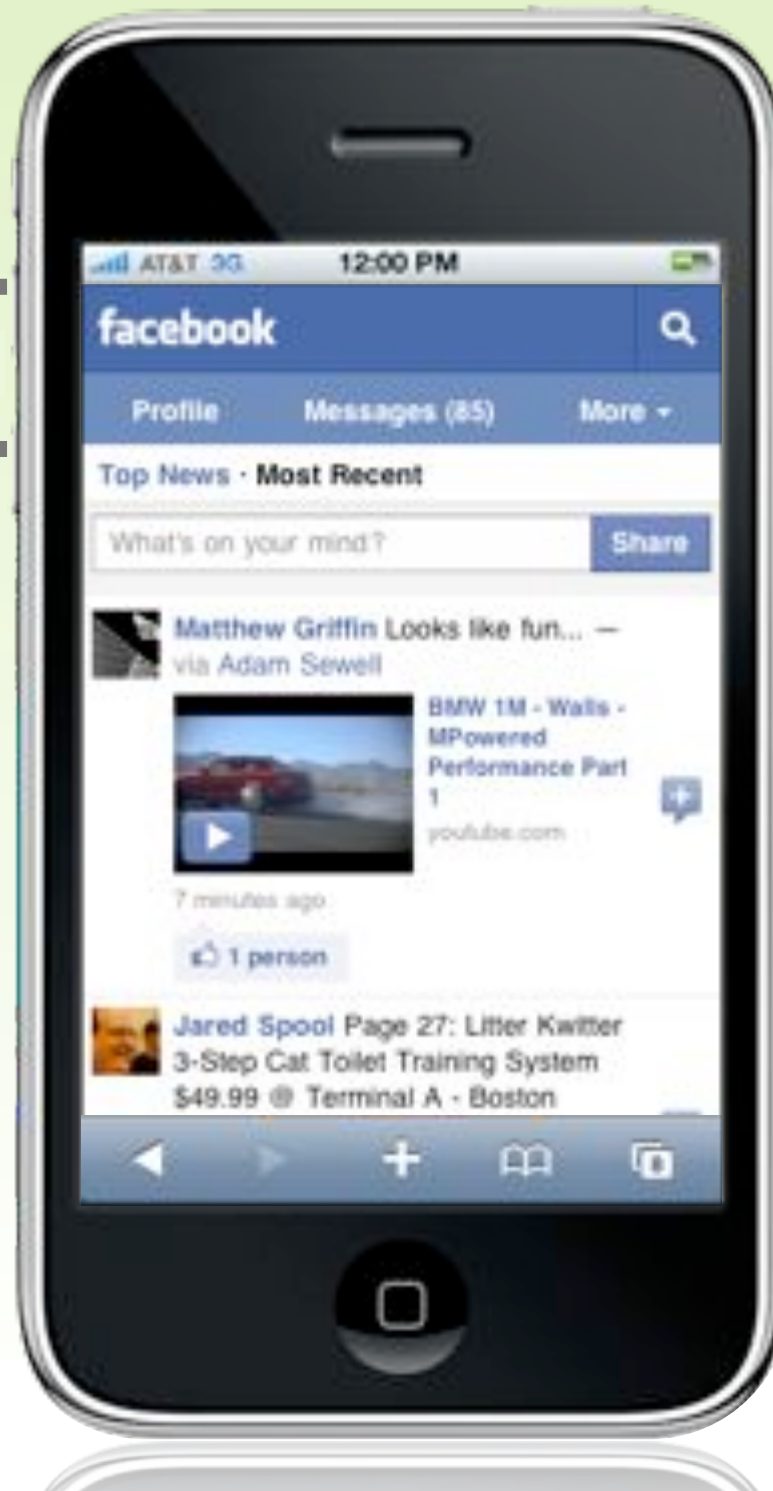 AT&T 3G 12:00 PM
facebook
Profile Messages (85) More
Top News · Most Recent
What's on your mind? Share
Matthew Griffin Looks like fun... —
via Adam Sewell
BMW 1M - Walls -
MPowered
Performance Part
1
youtube.com
7 minutes ago
1 person
Jared Spool Page 27: Litter Kwitter
3-Step Cat Toilet Training System
$49.99 @ Terminal A - Boston